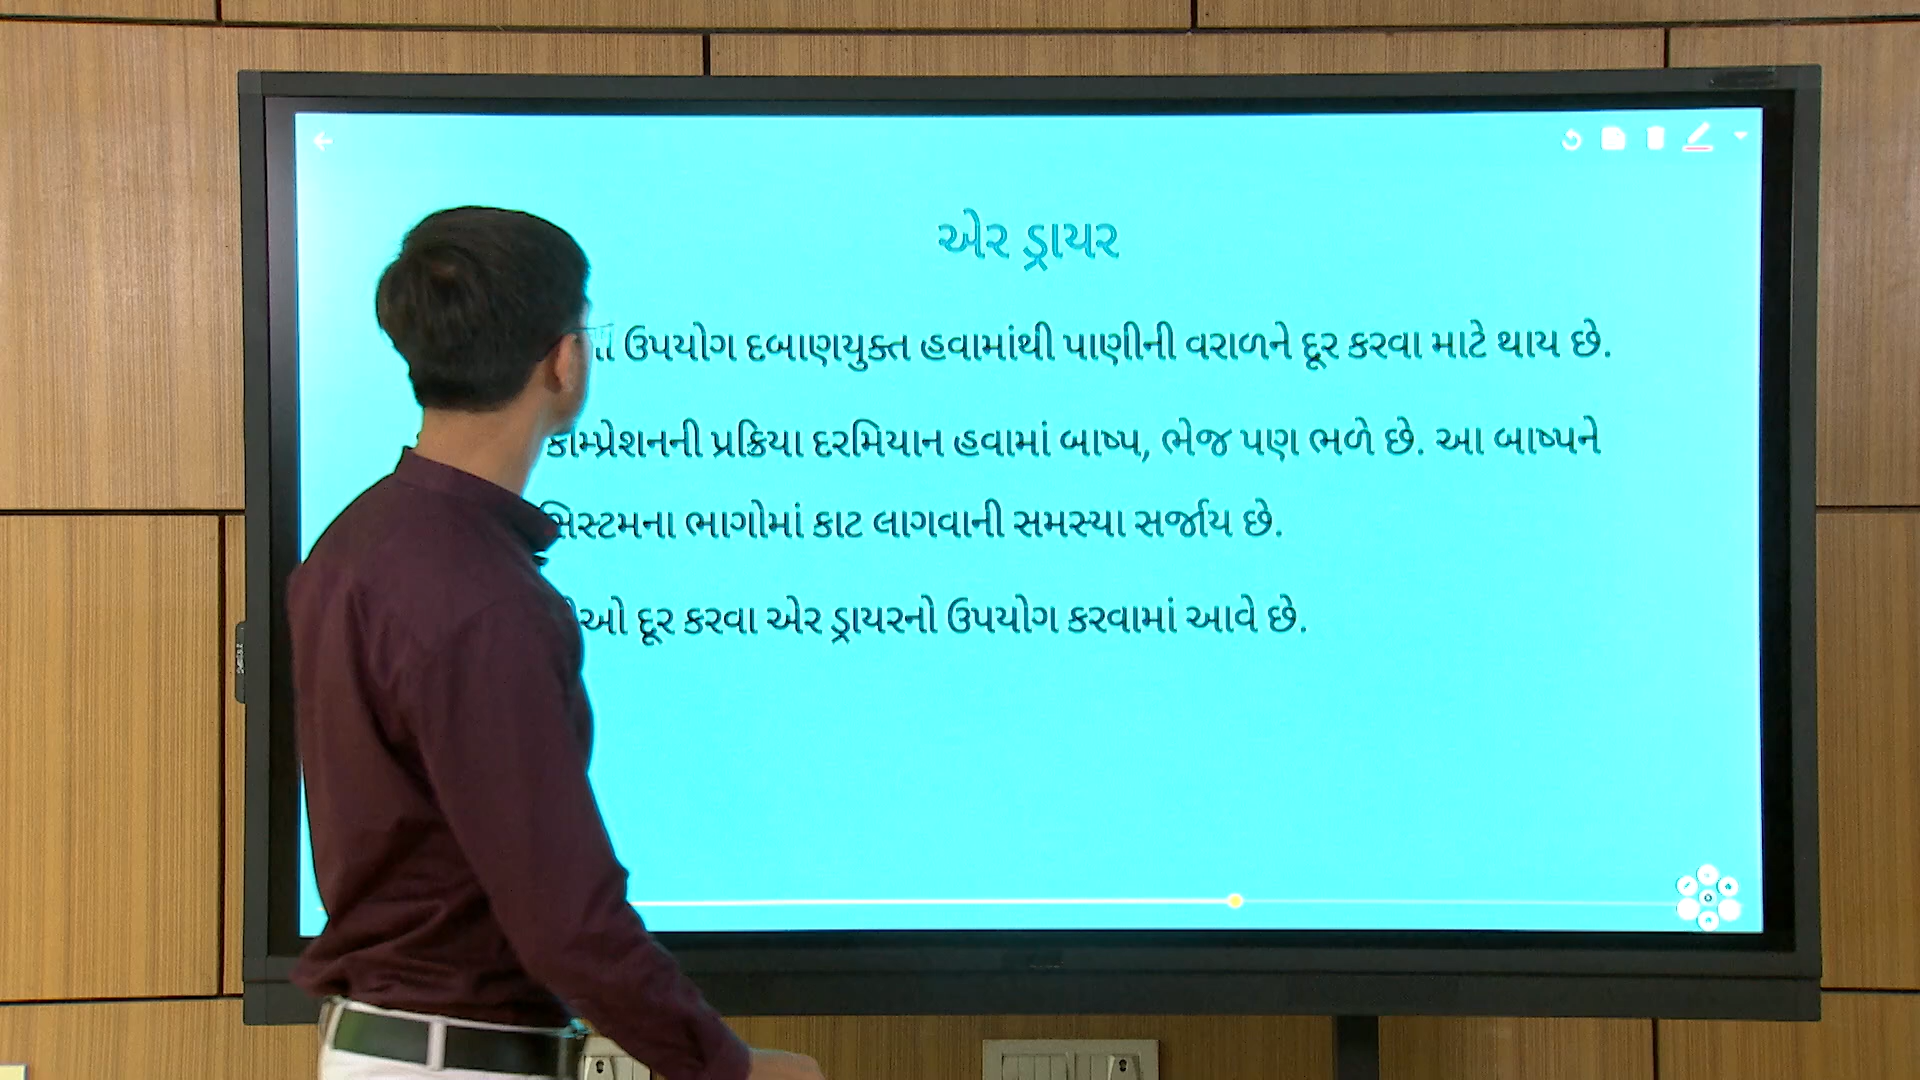 એર ડ્રાયર
ઉપયોગ દબાણયુક્ત હવામાંથી પાણીની વરાળને દૂર કરવા માટે થાય છે.
કોમ્પ્રેશનની પ્રક્રિયા દરમિયાન હવામાં બાષ્પ, ભેજ પણ ભળે છે. આ બાષ્પને
સિસ્ટમના ભાગોમાં કાટ લાગવાની સમસ્યા સર્જાય છે.
દૂર કરવા એર ડ્રાયરનો ઉપયોગ કરવામાં આવે છે.